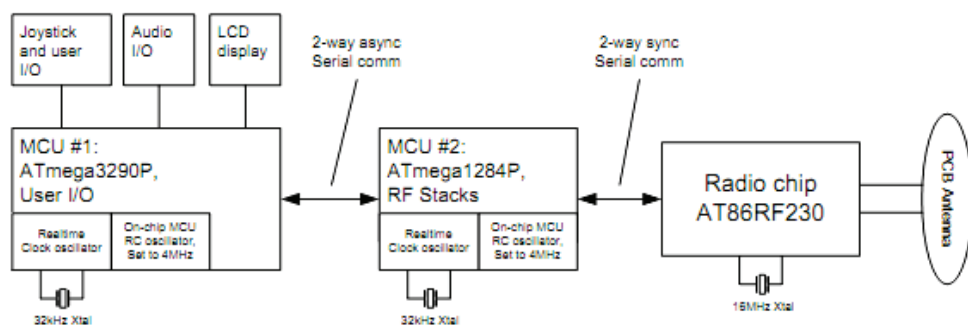 Joystick
and user
I/O
Audio
I/O
LCD
display
2-way async
Serial comm
2-way sync
Serial comm
MCU #1:
ATmega3290P,
User I/O
Realtime
Clock oscillator
On-chip MCU
RC oscillator,
Set to 4MHz
32kHz Xtal
MCU #2:
ATmega1284P,
RF Stacks
Realtime
Clock oscillator
On-chip MCU
RC oscillator,
Set to 4MHz
32kHz Xtal
Radio chip
AT86RF230
16MHz Xtal
PCB Antenna